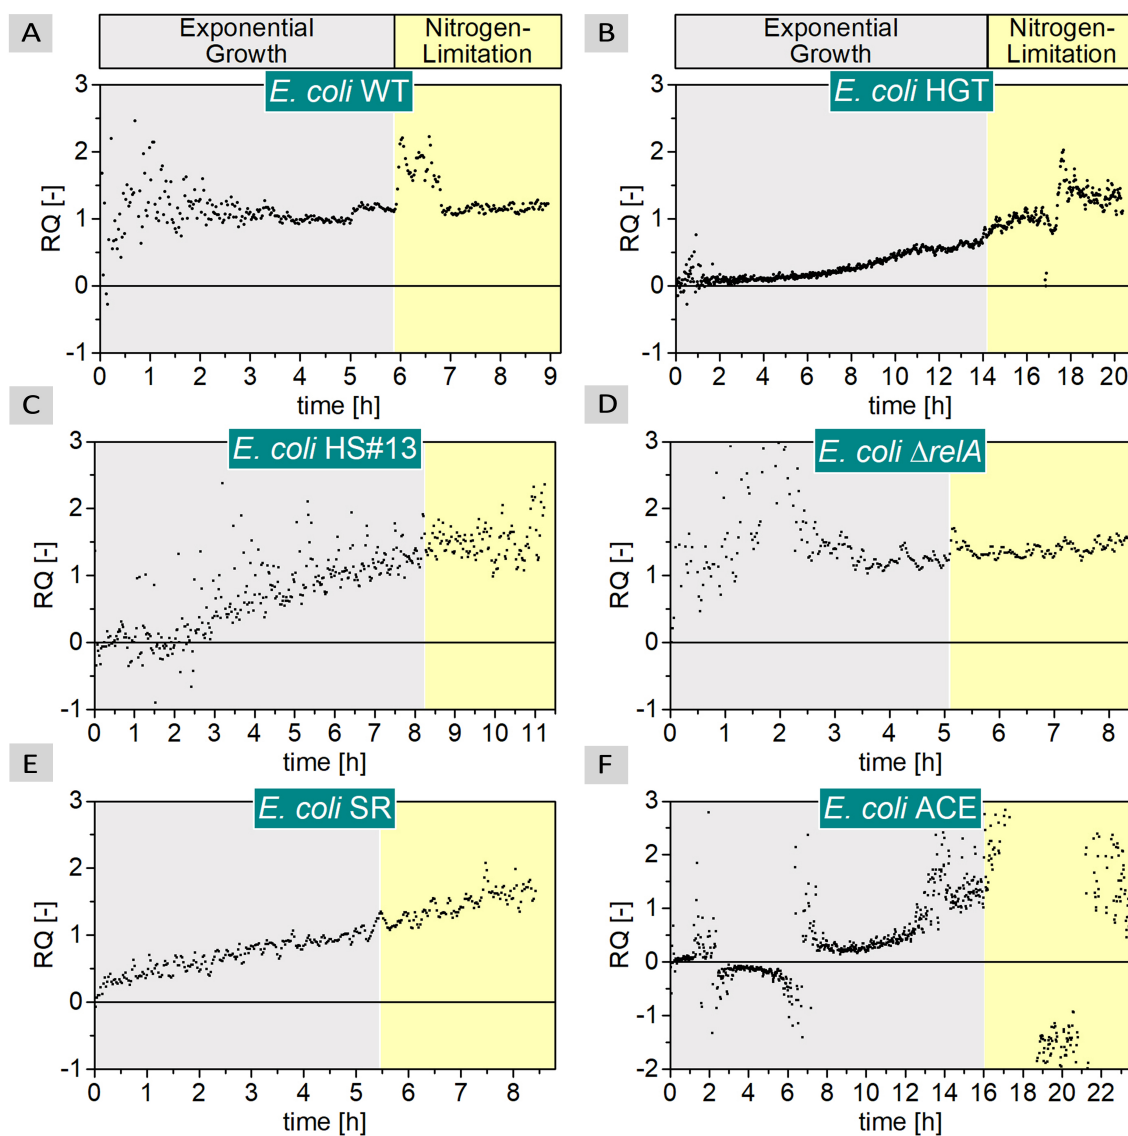 A
Exponential
Growth
Nitrogen-
Limitation
E. coli WT
3
2
1
0
-1
RQ [-]
0 1 2 3 4 5 6 7 8 9
time [h]
B
Exponential
Growth
Nitrogen-
Limitation
E. coli HGT
3
2
1
0
-1
RQ [-]
0 2 4 6 8 10 12 14 16 18 20
time [h]
C
E. coli HS#13
3
2
1
0
-1
RQ [-]
0 1 2 3 4 5 6 7 8 9 10 11
time [h]
D
E. coli ΔrelA
3
2
1
0
-1
RQ [-]
0 1 2 3 4 5 6 7 8
time [h]
E
E. coli SR
3
2
1
0
-1
RQ [-]
0 1 2 3 4 5 6 7 8
time [h]
F
E. coli ACE
3
2
1
0
-1
-2
RQ [-]
0 2 4 6 8 10 12 14 16 18 20 22
time [h]